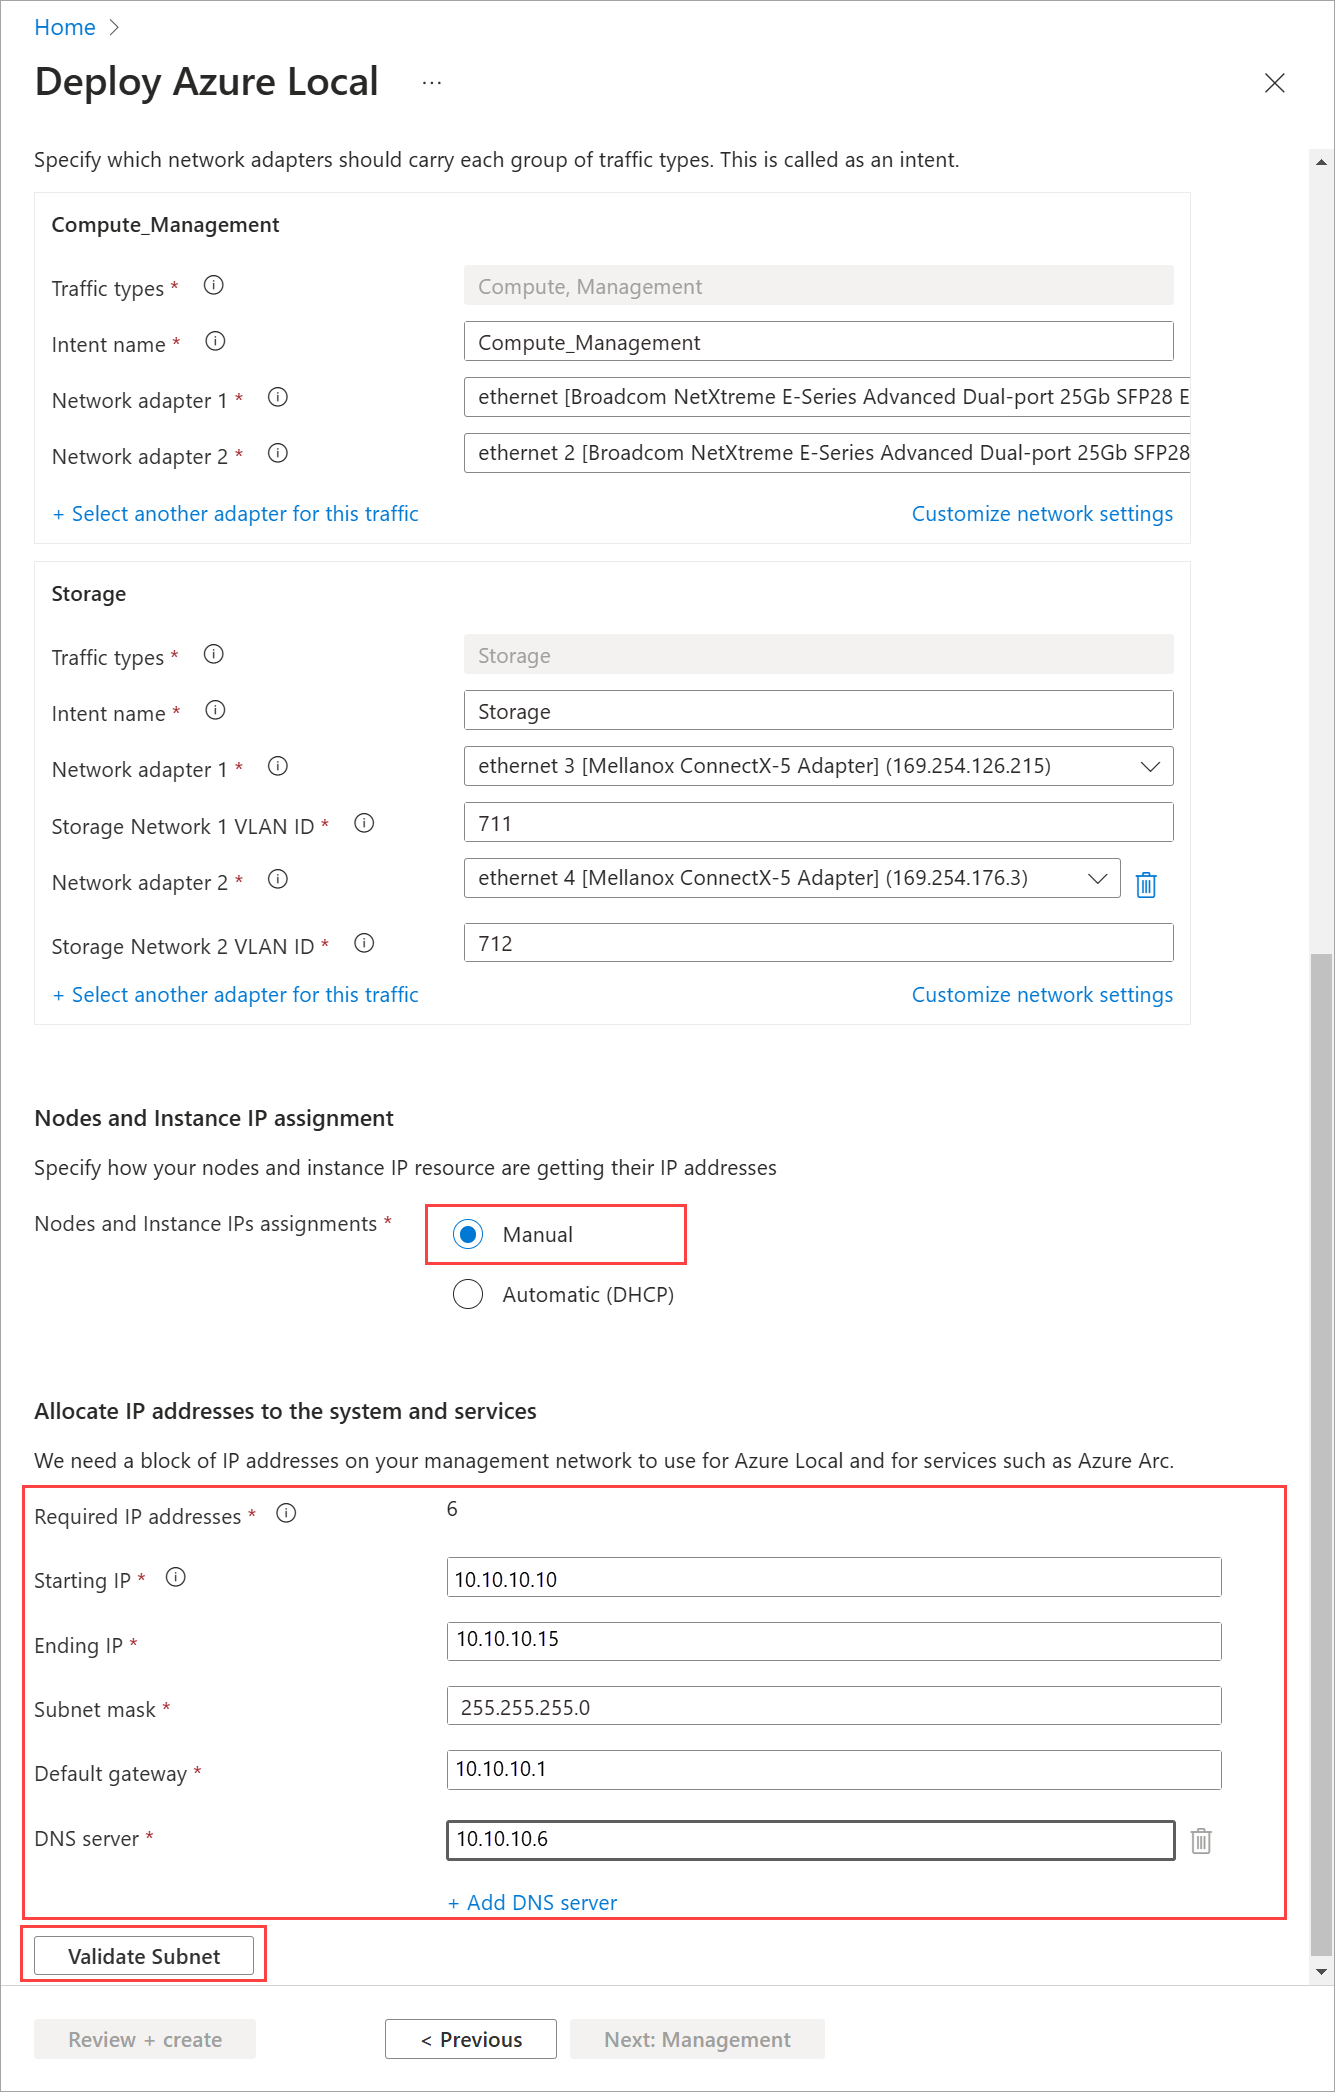 Home >
Deploy Azure Local ...
Specify which network adapters should carry each group of traffic types. This is called as an intent.
Compute_Management
Traffic types * Compute, Management
Intent name * Compute_Management
Network adapter 1 * ethernet [Broadcom NetXtreme E-Series Advanced Dual-port 25Gb SFP28 E
Network adapter 2 * ethernet 2 [Broadcom NetXtreme E-Series Advanced Dual-port 25Gb SFP28
+ Select another adapter for this traffic Customize network settings
Storage
Traffic types * Storage
Intent name * Storage
Network adapter 1 * ethernet 3 [Mellanox ConnectX-5 Adapter] (169.254.126.215)
Storage Network 1 VLAN ID * 711
Network adapter 2 * ethernet 4 [Mellanox ConnectX-5 Adapter] (169.254.176.3)
Storage Network 2 VLAN ID * 712
+ Select another adapter for this traffic Customize network settings
Nodes and Instance IP assignment
Specify how your nodes and instance IP resource are getting their IP addresses
Nodes and Instance IPs assignments * Manual
Automatic (DHCP)
Allocate IP addresses to the system and services
We need a block of IP addresses on your management network to use for Azure Local and for services such as Azure Arc.
Required IP addresses * 6
Starting IP * 10.10.10.10
Ending IP * 10.10.10.15
Subnet mask * 255.255.255.0
Default gateway * 10.10.10.1
DNS server * 10.10.10.6
+ Add DNS server
Validate Subnet
Review + create < Previous Next: Management